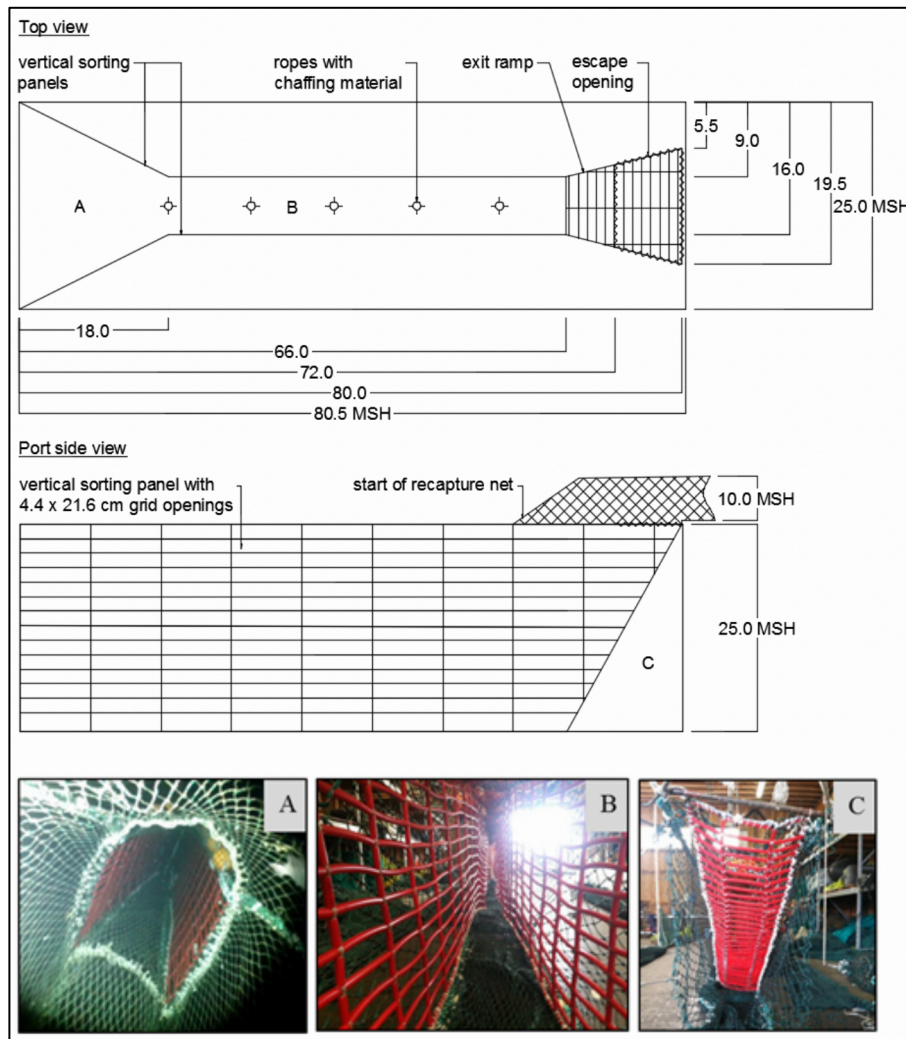 Top view
vertical sorting
panels
ropes with
chaffing material
exit ramp
escape
opening
5.5
9.0
16.0
19.5
25.0 MSH
A
B
18.0
66.0
72.0
80.0
80.5 MSH
Port side view
vertical sorting panel with
4.4 x 21.6 cm grid openings
start of recapture net
10.0 MSH
25.0 MSH
C
A
B
C